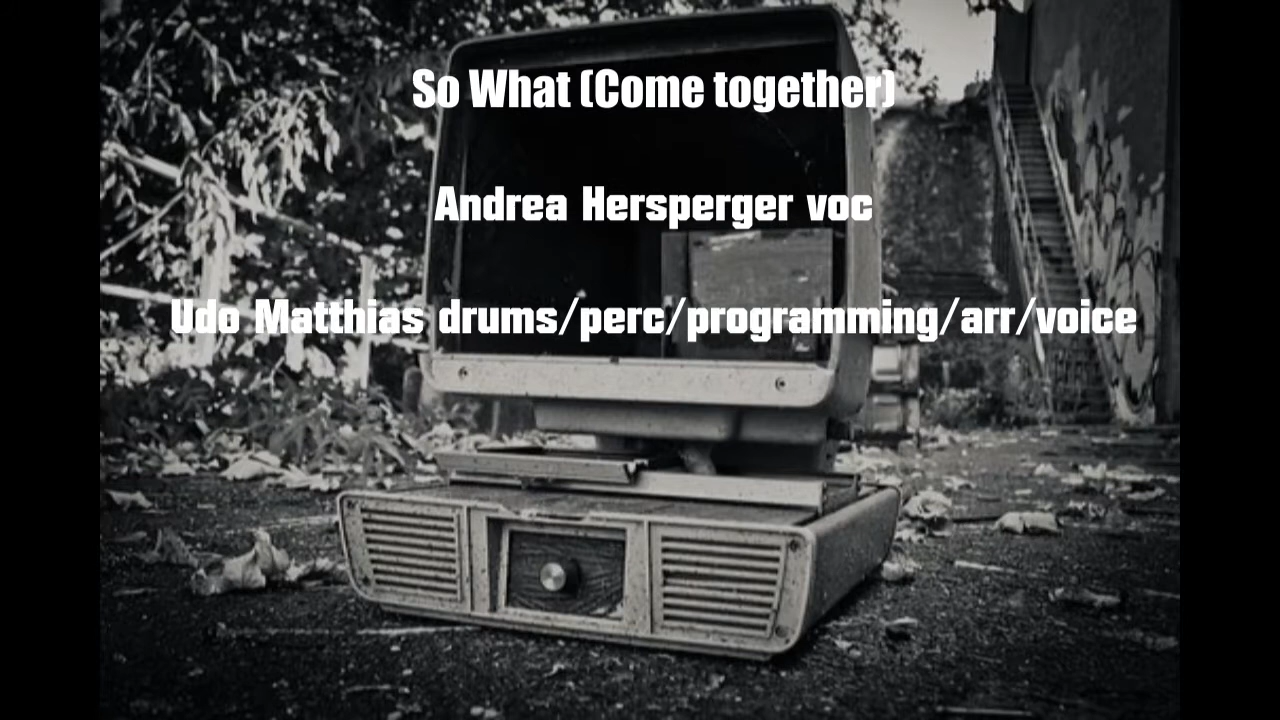 So What (Come together)
Andrea Hersperger voc
Udo Matthias drums/perc/programming/arr/voice